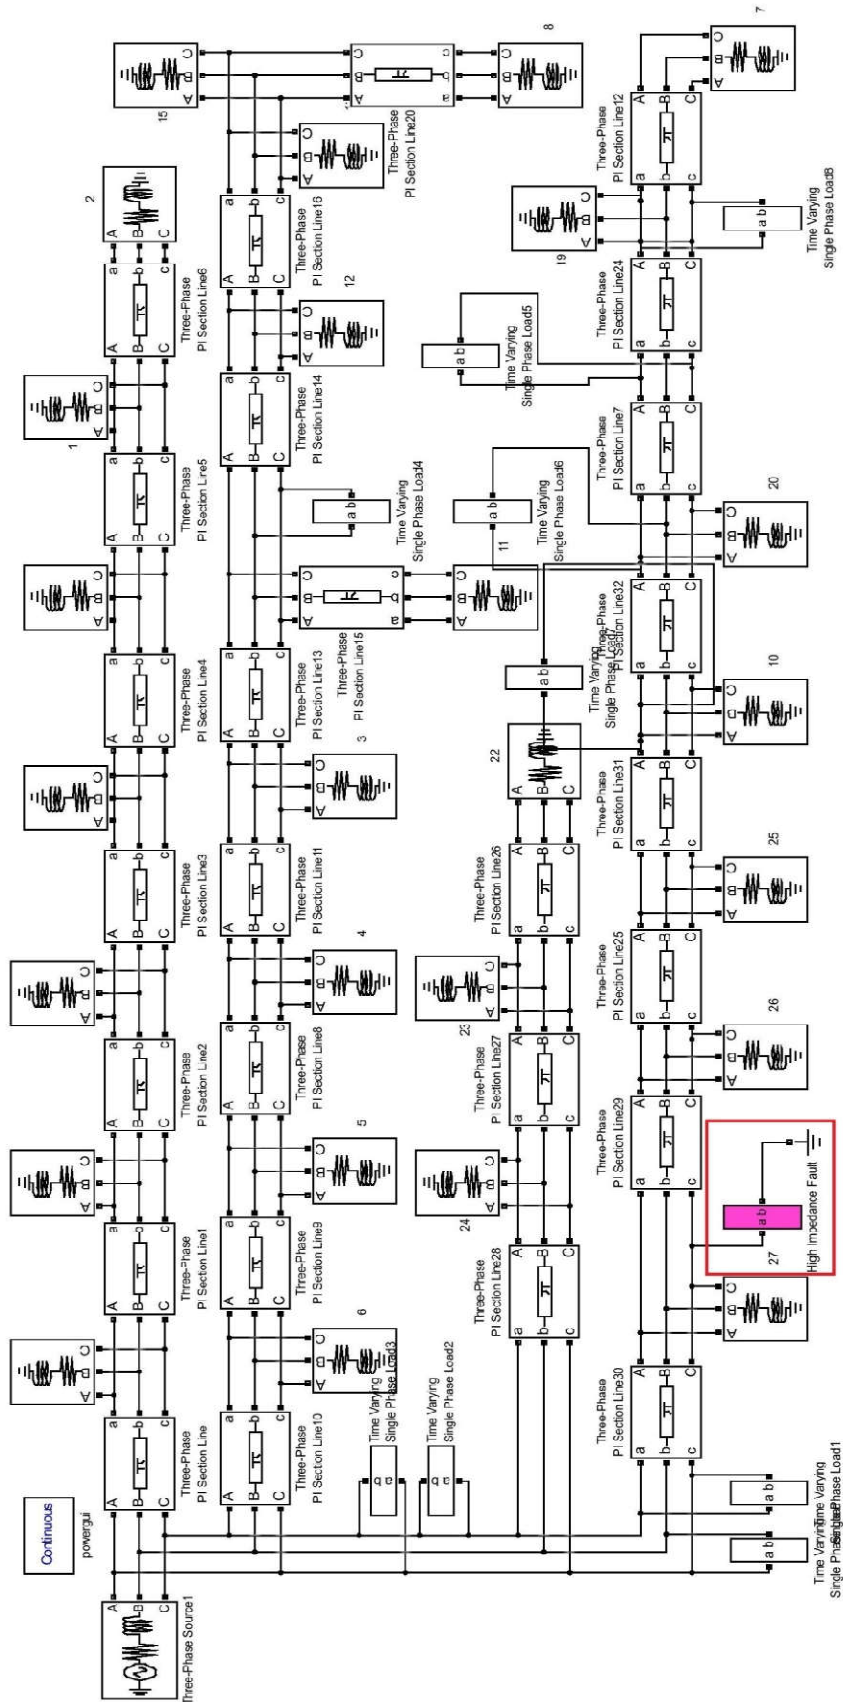 Continuous
powergui
Three-Phase Source1
A
B
C
Three-Phase
PI Section Line
Three-Phase
PI Section Line1
Three-Phase
PI Section Line2
Three-Phase
PI Section Line3
Three-Phase
PI Section Line4
Three-Phase
PI Section Line5
1
Three-Phase
PI Section Line6
2
Three-Phase
PI Section Line10
6
Three-Phase
PI Section Line9
5
Three-Phase
PI Section Line8
4
Three-Phase
PI Section Line11
3
Three-Phase
PI Section Line13
Three-Phase
PI Section Line15
11
Time Varying
Single Phase Load4
Three-Phase
PI Section Line14
12
Three-Phase
PI Section Line16
Three-Phase
PI Section Line20
15
8
Time Varying
Single Phase Load3
Time Varying
Single Phase Load2
Three-Phase
PI Section Line28
24
Three-Phase
PI Section Line27
23
Three-Phase
PI Section Line26
22
Time Varying
Single Phase Load6
Time Varying
Single Phase Load5
Time Varying
Single Phase Load1
Three-Phase
PI Section Line30
27
High Impedance Fault
a b
Three-Phase
PI Section Line29
26
Three-Phase
PI Section Line25
25
Three-Phase
PI Section Line31
10
Three-Phase
PI Section Line32
20
Three-Phase
PI Section Line7
Three-Phase
PI Section Line24
19
Time Varying
Single Phase Load8
Three-Phase
PI Section Line12
7